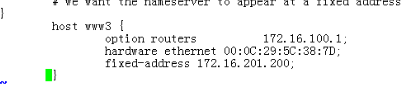 # we want the nameserver to appear at a fixed address
}
host www3 {
option routers 172.16.100.1;
hardware ethernet 00:0C:29:5C:38:7D;
fixed-address 172.16.201.200;
}
~